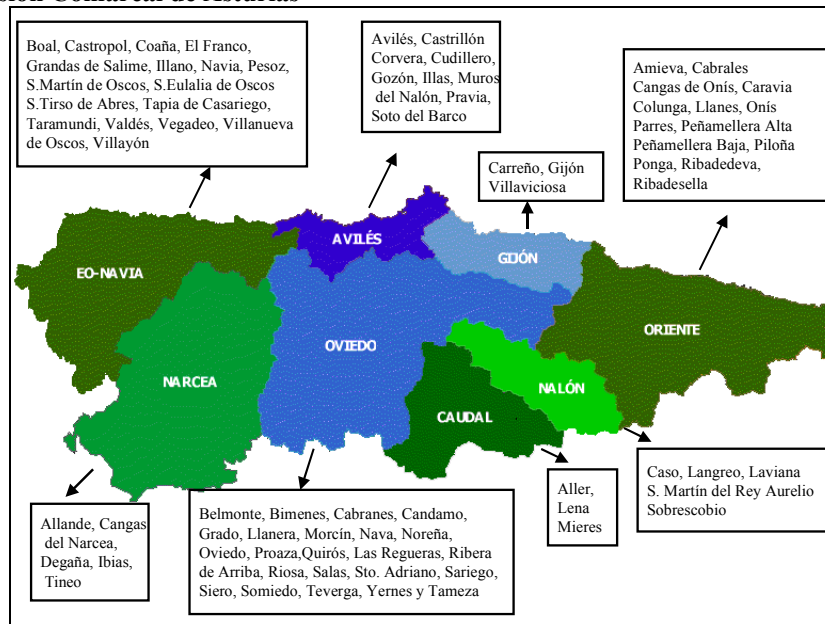 Boal, Castropol, Coaña, El Franco,
Grandas de Salime, Illano, Navia, Pesoz,
S.Martín de Oscos, S.Eulalia de Oscos
S.Tirso de Abres, Tapia de Casariego,
Taramundi, Valdés, Vegadeo, Villanueva
de Oscos, Villayón
Avilés, Castrillón
Corvera, Cudillero,
Gozón, Illas, Muros
del Nalón, Pravia,
Soto del Barco
Carreño, Gijón
Villaviciosa
Amieva, Cabrales
Cangas de Onís, Caravia
Colunga, Llanes, Onís
Parres, Peñamellera Alta
Peñamellera Baja, Piloña
Ponga, Ribadedeva,
Ribadesella
EO-NAVIA
AVILÉS
GIJÓN
ORIENTE
OVIEDO
NARCEA
NALÓN
CAUDAL
Allande, Cangas
del Narcea,
Degaña, Ibias,
Tineo
Belmonte, Bimenes, Cabranes, Candamo,
Grado, Llanera, Morcín, Nava, Noreña,
Oviedo, Proaza,Quirós, Las Regueras, Ribera
de Arriba, Riosa, Salas, Sto. Adriano, Sariego,
Siero, Somiedo, Teverga, Yernes y Tameza
Aller,
Lena
Mieres
Caso, Langreo, Laviana
S. Martín del Rey Aurelio
Sobrescobio